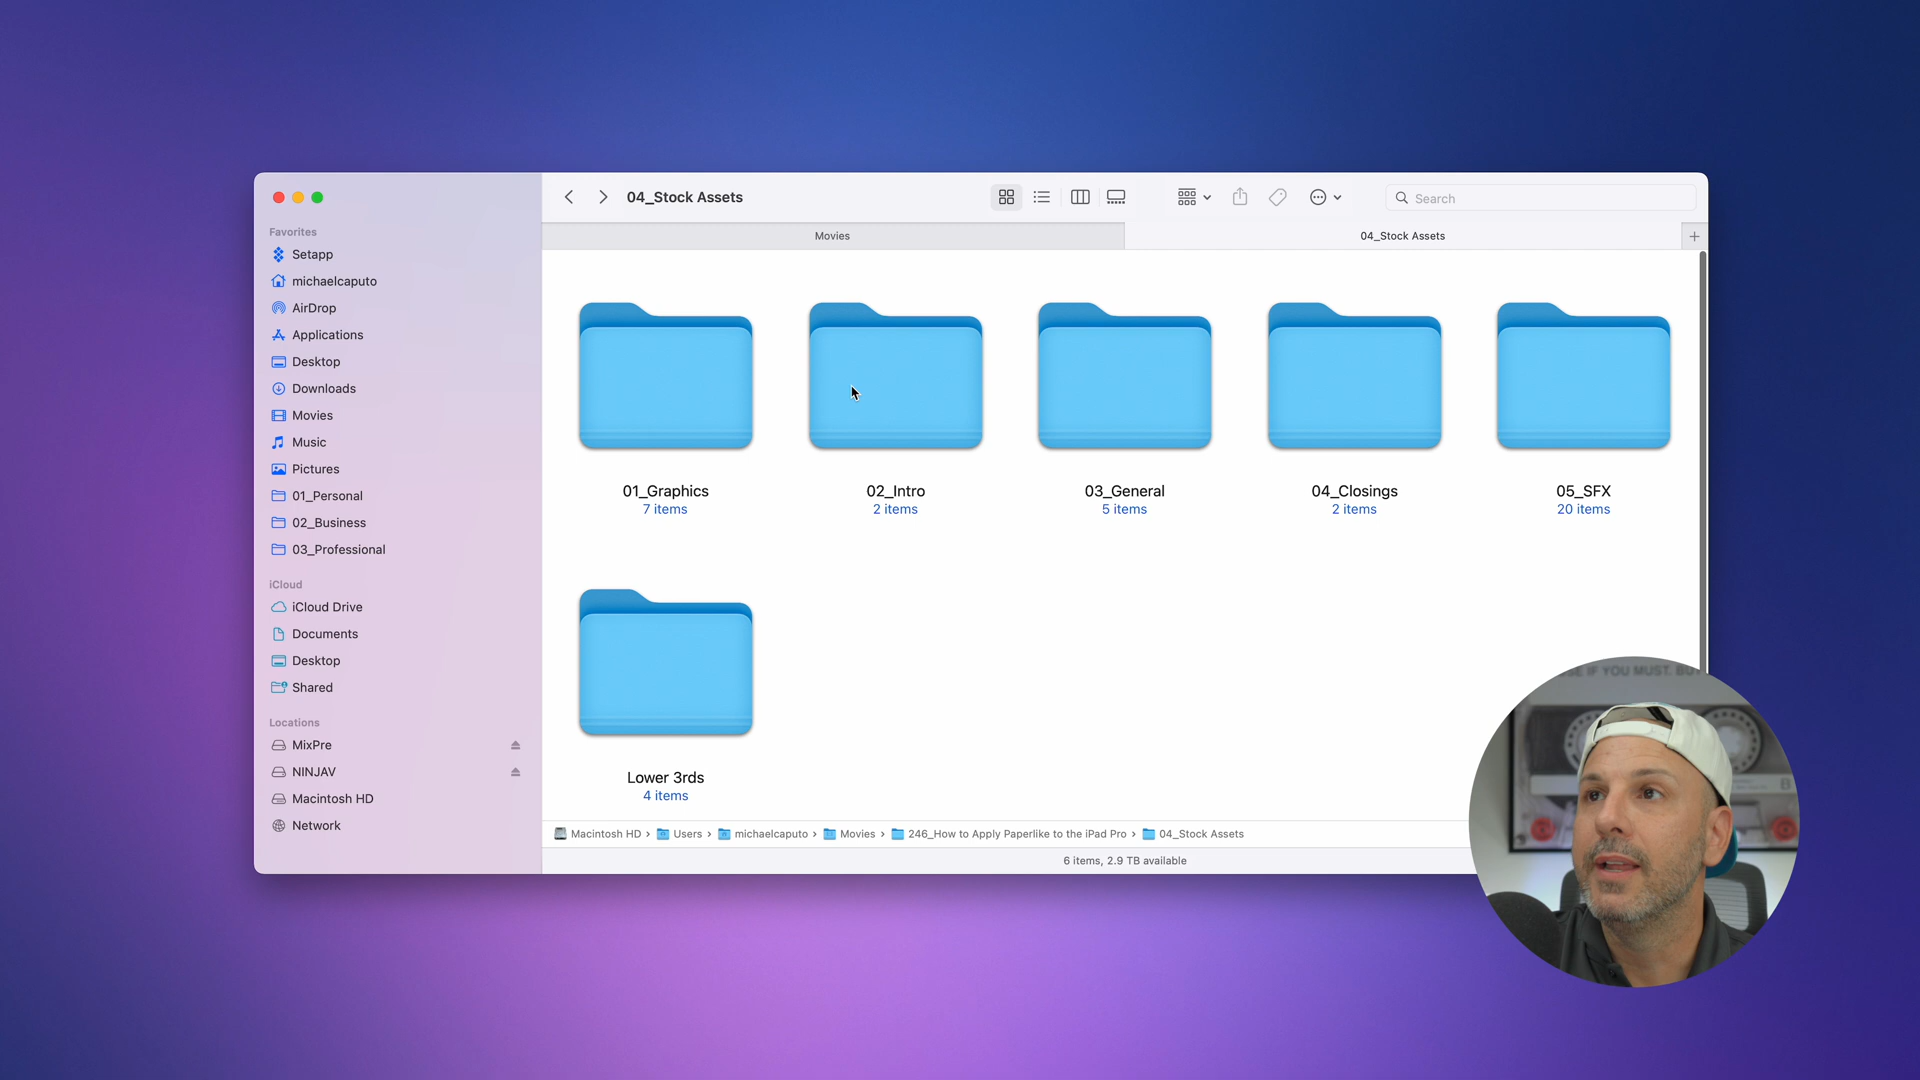 04_Stock Assets
Search
Movies
04_Stock Assets
Favorites
Setapp
michaelcaputo
AirDrop
Applications
Desktop
Downloads
Movies
Music
Pictures
01_Personal
02_Business
03_Professional
iCloud
iCloud Drive
Documents
Desktop
Shared
Locations
MixPre
NINJAV
Macintosh HD
Network
01_Graphics
7 items
02_Intro
2 items
03_General
5 items
04_Closings
2 items
05_SFX
20 items
Lower 3rds
4 items
Macintosh HD › Users › michaelcaputo › Movies › 246_How to Apply Paperlike to the iPad Pro › 04_Stock Assets
6 items, 2.9 TB available
IF YOU MUST.